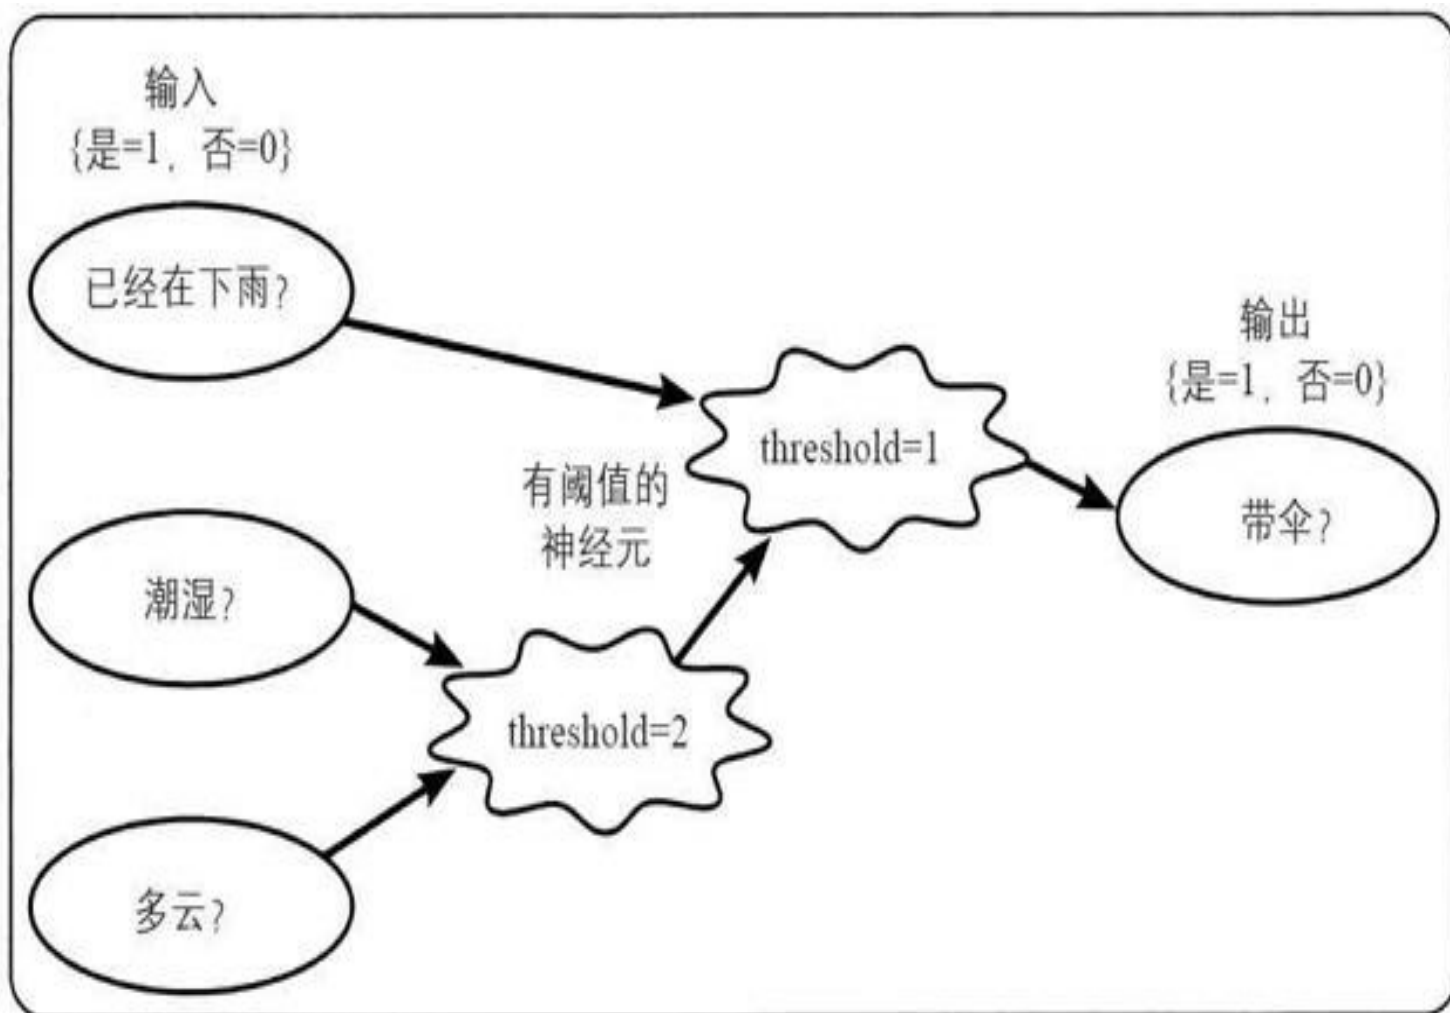 输入
{是=1, 否=0}
已经在下雨?
输出
{是=1, 否=0}
threshold=1
有阈值的
神经元
带伞?
潮湿?
threshold=2
多云?